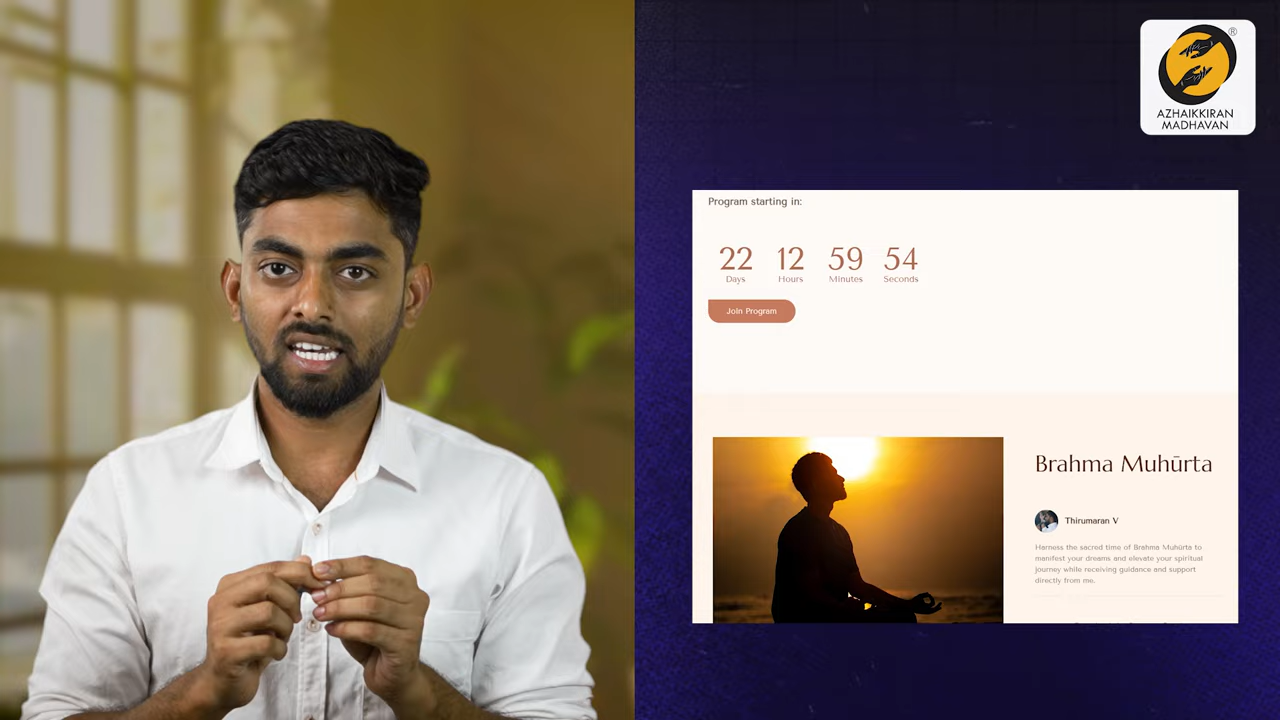 ®
AZHAIKKIRAN
MADHAVAN
Program starting in:
22 12 59 54
Days Hours Minutes Seconds
Join Program
Brahma Muhūrta
Thirumaran V
Harness the sacred time of Brahma Muhūrta to
manifest your dreams and elevate your spiritual
journey while receiving guidance and support
directly from me.